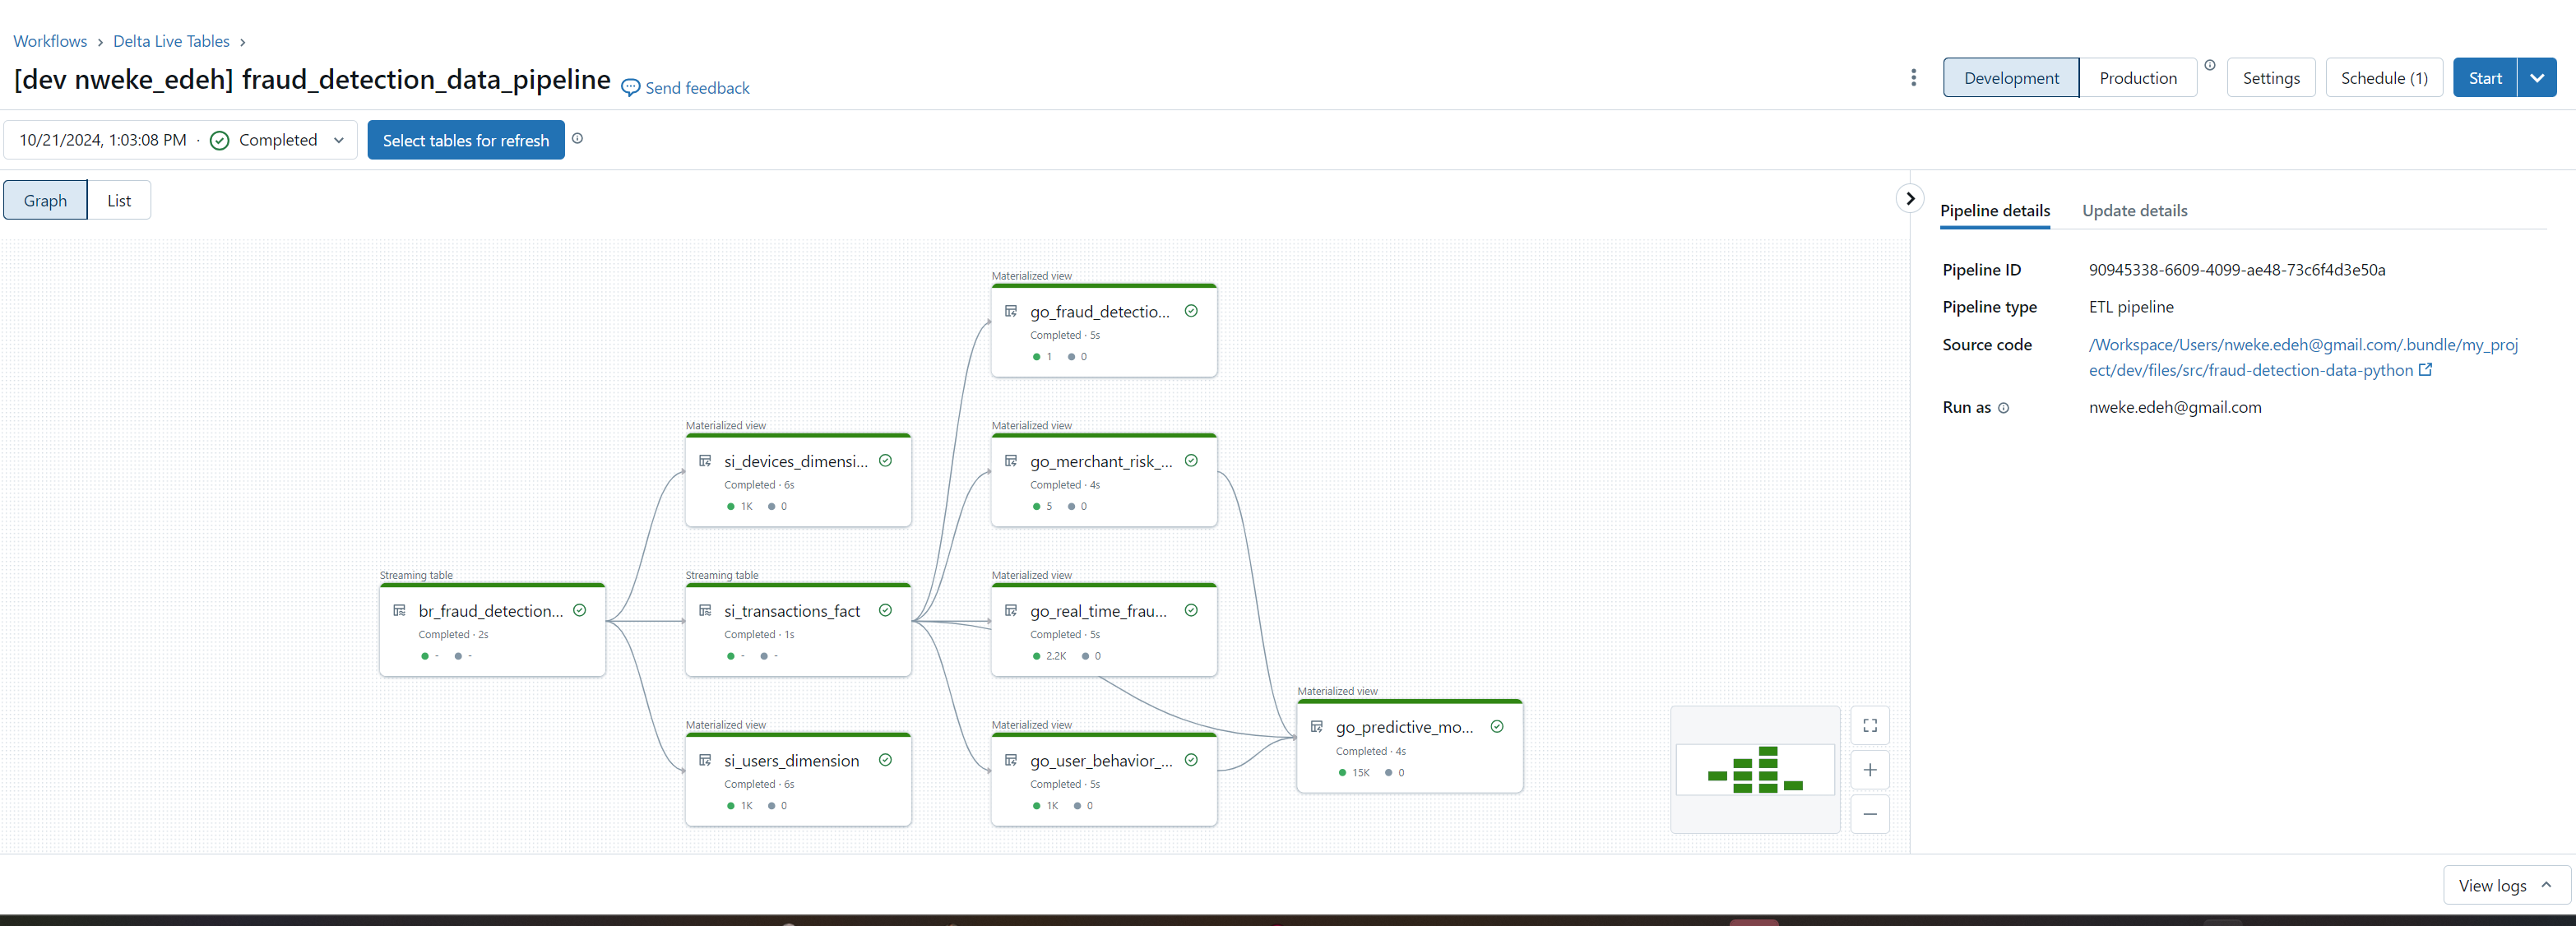 Workflows > Delta Live Tables >
[dev nweke_edeh] fraud_detection_data_pipeline
Send feedback
Development
Production
Settings
Schedule (1)
Start
10/21/2024, 1:03:08 PM · Completed
Select tables for refresh
Graph
List
Pipeline details
Update details
Pipeline ID 90945338-6609-4099-ae48-73c6f4d3e50a
Pipeline type ETL pipeline
Source code /Workspace/Users/nweke.edeh@gmail.com/.bundle/my_proj
ect/dev/files/src/fraud-detection-data-python
Run as nweke.edeh@gmail.com
Streaming table
br_fraud_detection...
Completed · 2s
- -
Materialized view
si_devices_dimensi...
Completed · 6s
1K 0
Streaming table
si_transactions_fact
Completed · 1s
- -
Materialized view
si_users_dimension
Completed · 6s
1K 0
Materialized view
go_fraud_detectio...
Completed · 5s
1 0
Materialized view
go_merchant_risk_...
Completed · 4s
5 0
Materialized view
go_real_time_frau...
Completed · 5s
2.2K 0
Materialized view
go_user_behavior_...
Completed · 5s
1K 0
Materialized view
go_predictive_mo...
Completed · 4s
15K 0
View logs